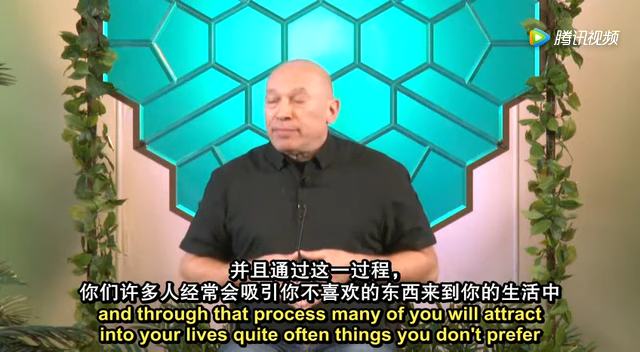 腾讯视频
并且通过这一过程,
你们许多人经常会吸引你不喜欢的东西来到你的生活中
and through that process many of you will attract
into your lives quite often things you don't prefer